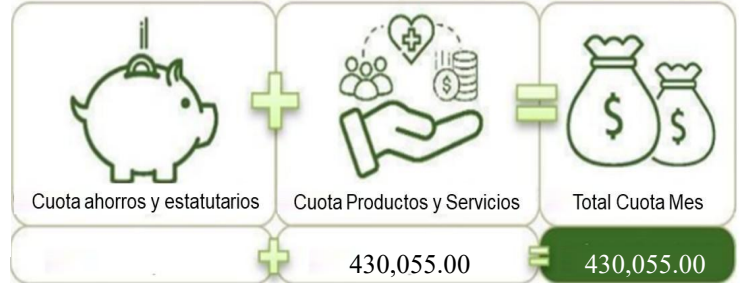 Cuota ahorros y estatutarios
Cuota Productos y Servicios
Total Cuota Mes
430,055.00
430,055.00